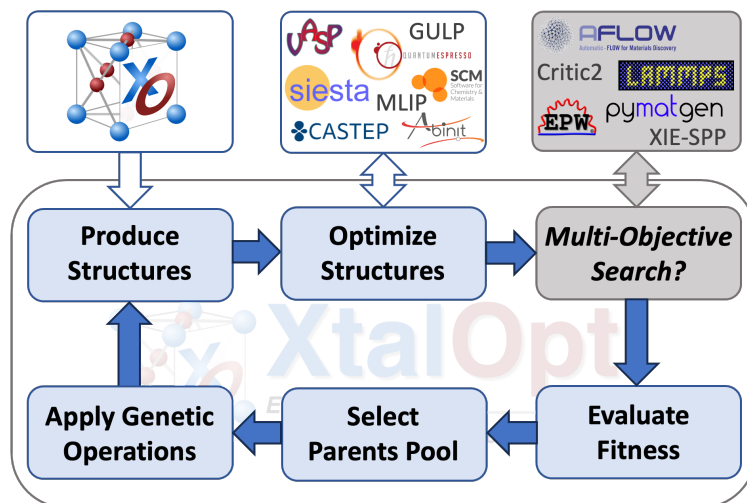 XO
VASP
GULP
QUANTUMESPRESSO
siesta
MLIP
SCM
Software for
Chemistry &
Materials
CASTEP
Abinit
AFLOW
Automatic - FLOW for Materials Discovery
Critic2
LAMMPS
EPW
pymatgen
XIE-SPP
Produce
Structures
Optimize
Structures
Multi-Objective
Search?
XtalOpt
Apply Genetic
Operations
Select
Parents Pool
Evaluate
Fitness